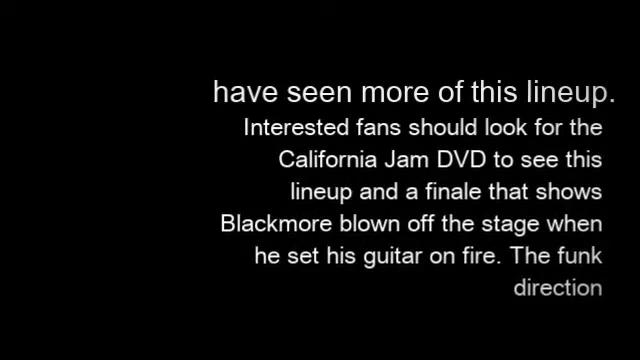 have seen more of this lineup.
Interested fans should look for the
California Jam DVD to see this
lineup and a finale that shows
Blackmore blown off the stage when
he set his guitar on fire. The funk
direction